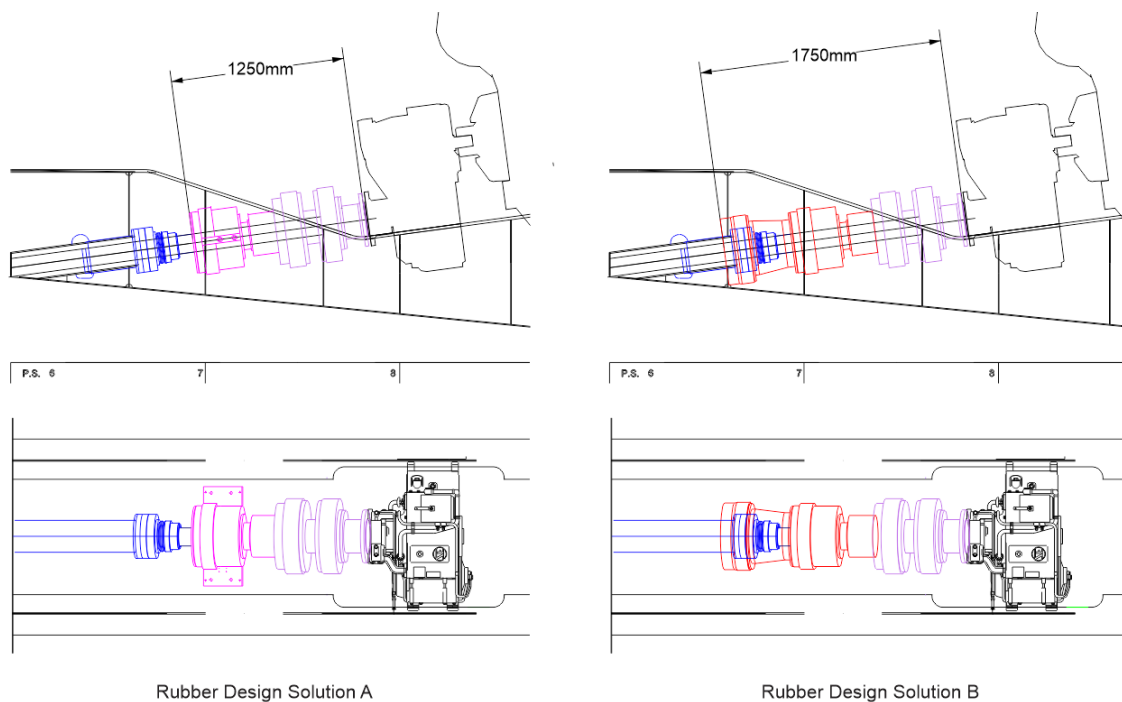 1250mm
1750mm
P.S. 6 7 8
P.S. 6 7 8
Rubber Design Solution A
Rubber Design Solution B